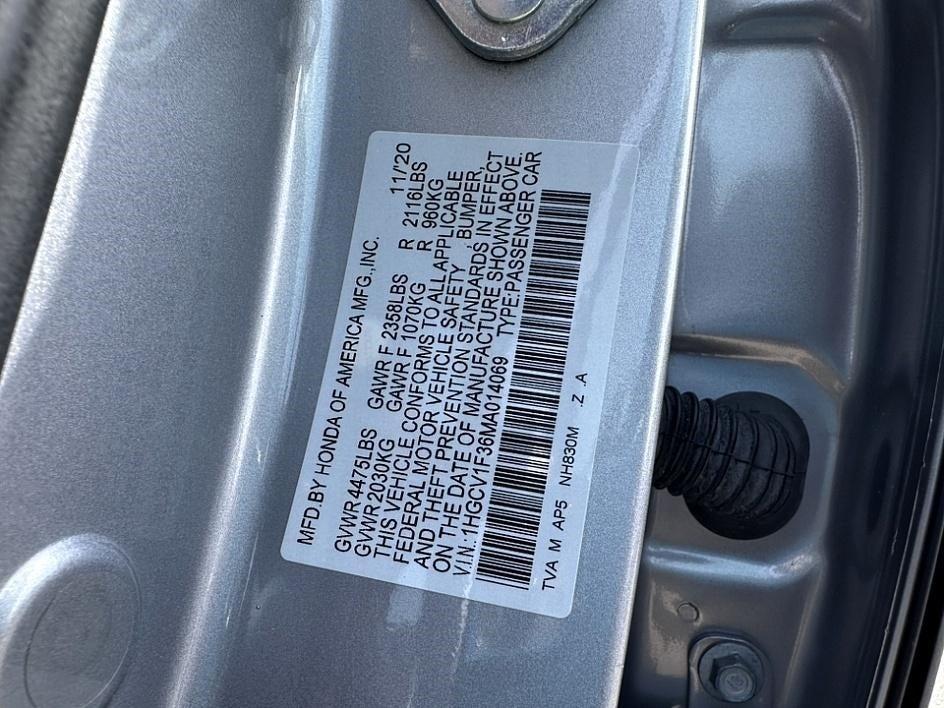 MFD.BY HONDA OF AMERICA MFG.,INC. 11/'20
GVWR 4475LBS GAWR F 2358LBS R 2116LBS
GVWR 2030KG GAWR F 1070KG R 960KG
THIS VEHICLE CONFORMS TO ALL APPLICABLE
FEDERAL MOTOR VEHICLE SAFETY , BUMPER,
AND THEFT PREVENTION STANDARDS IN EFFECT
ON THE DATE OF MANUFACTURE SHOWN ABOVE.
V.I.N.:1HGCV1F36MA014069 TYPE:PASSENGER CAR
TVA M AP5 NH830M .Z .A